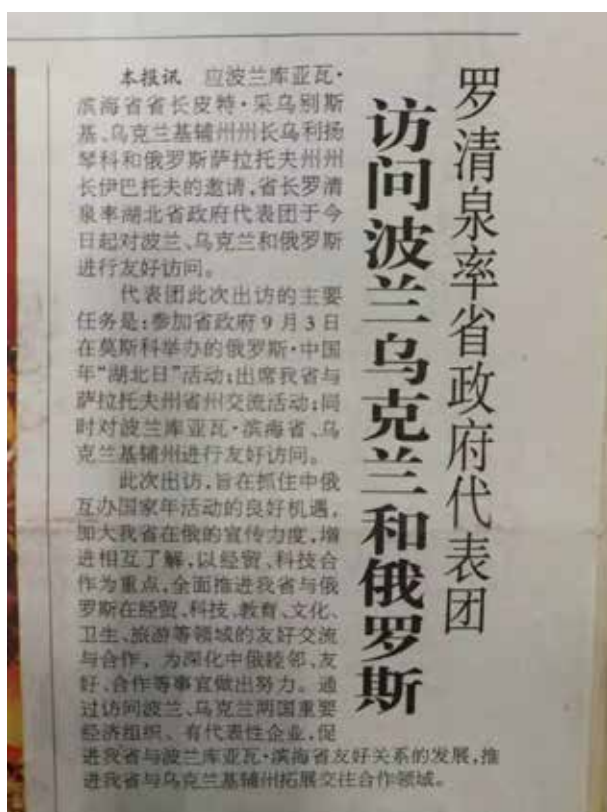 罗清泉率省政府代表团
访问波兰乌克兰和俄罗斯
本报讯 应波兰库亚瓦·
滨海省省长皮特·采乌别斯
基、乌克兰基辅州州长乌利扬
琴科和俄罗斯萨拉托夫州州
长伊巴托夫的邀请,省长罗清
泉率湖北省政府代表团于今
日起对波兰、乌克兰和俄罗斯
进行友好访问。
代表团此次出访的主要
任务是:参加省政府9月3日
在莫斯科举办的俄罗斯·中国
年“湖北日”活动;出席我省与
萨拉托夫州省州交流活动;同
时对波兰库亚瓦·滨海省、乌
克兰基辅州进行友好访问。
此次出访,旨在抓住中俄
互办国家年活动的良好机遇,
加大我省在俄的宣传力度,增
进相互了解,以经贸、科技合
作为重点,全面推进我省与俄
罗斯在经贸、科技、教育、文化、
卫生、旅游等领域的友好交流
与合作,为深化中俄睦邻、友
好、合作等事宜做出努力。通
过访问波兰、乌克兰两国重要
经济组织、有代表性企业,促
进我省与波兰库亚瓦·滨海省友好关系的发展,推
进我省与乌克兰基辅州拓展交往合作领域。